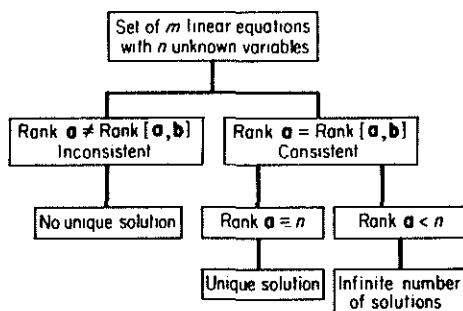 Set of m linear equations
with n unknown variables
Rank a ≠ Rank [a,b]
Inconsistent
Rank a = Rank [a,b]
Consistent
No unique solution
Rank a = n
Rank a < n
Unique solution
Infinite number
of solutions